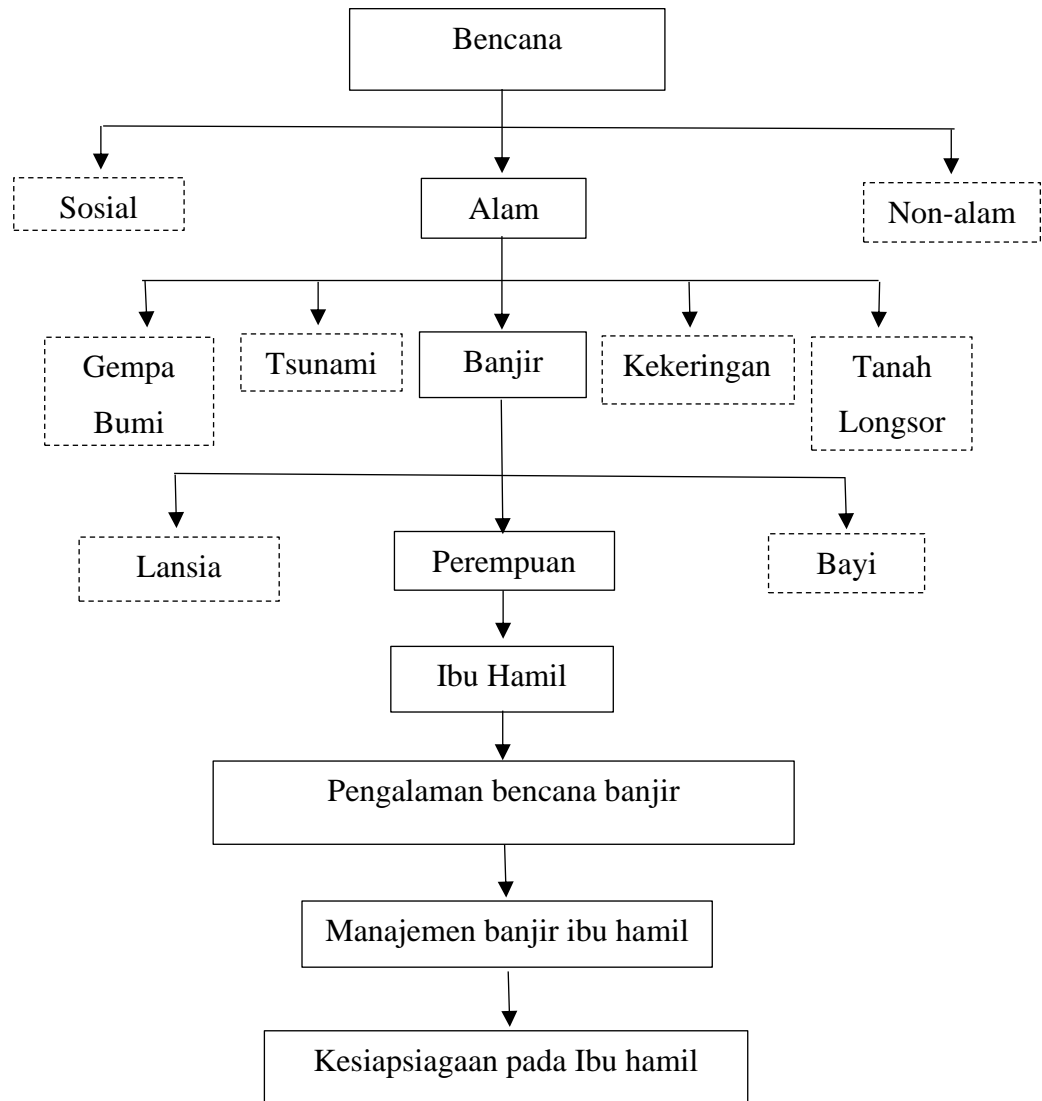 Bencana
Sosial
Alam
Non-alam
Gempa
Bumi
Tsunami
Banjir
Kekeringan
Tanah
Longsor
Lansia
Perempuan
Bayi
Ibu Hamil
Pengalaman bencana banjir
Manajemen banjir ibu hamil
Kesiapsiagaan pada Ibu hamil